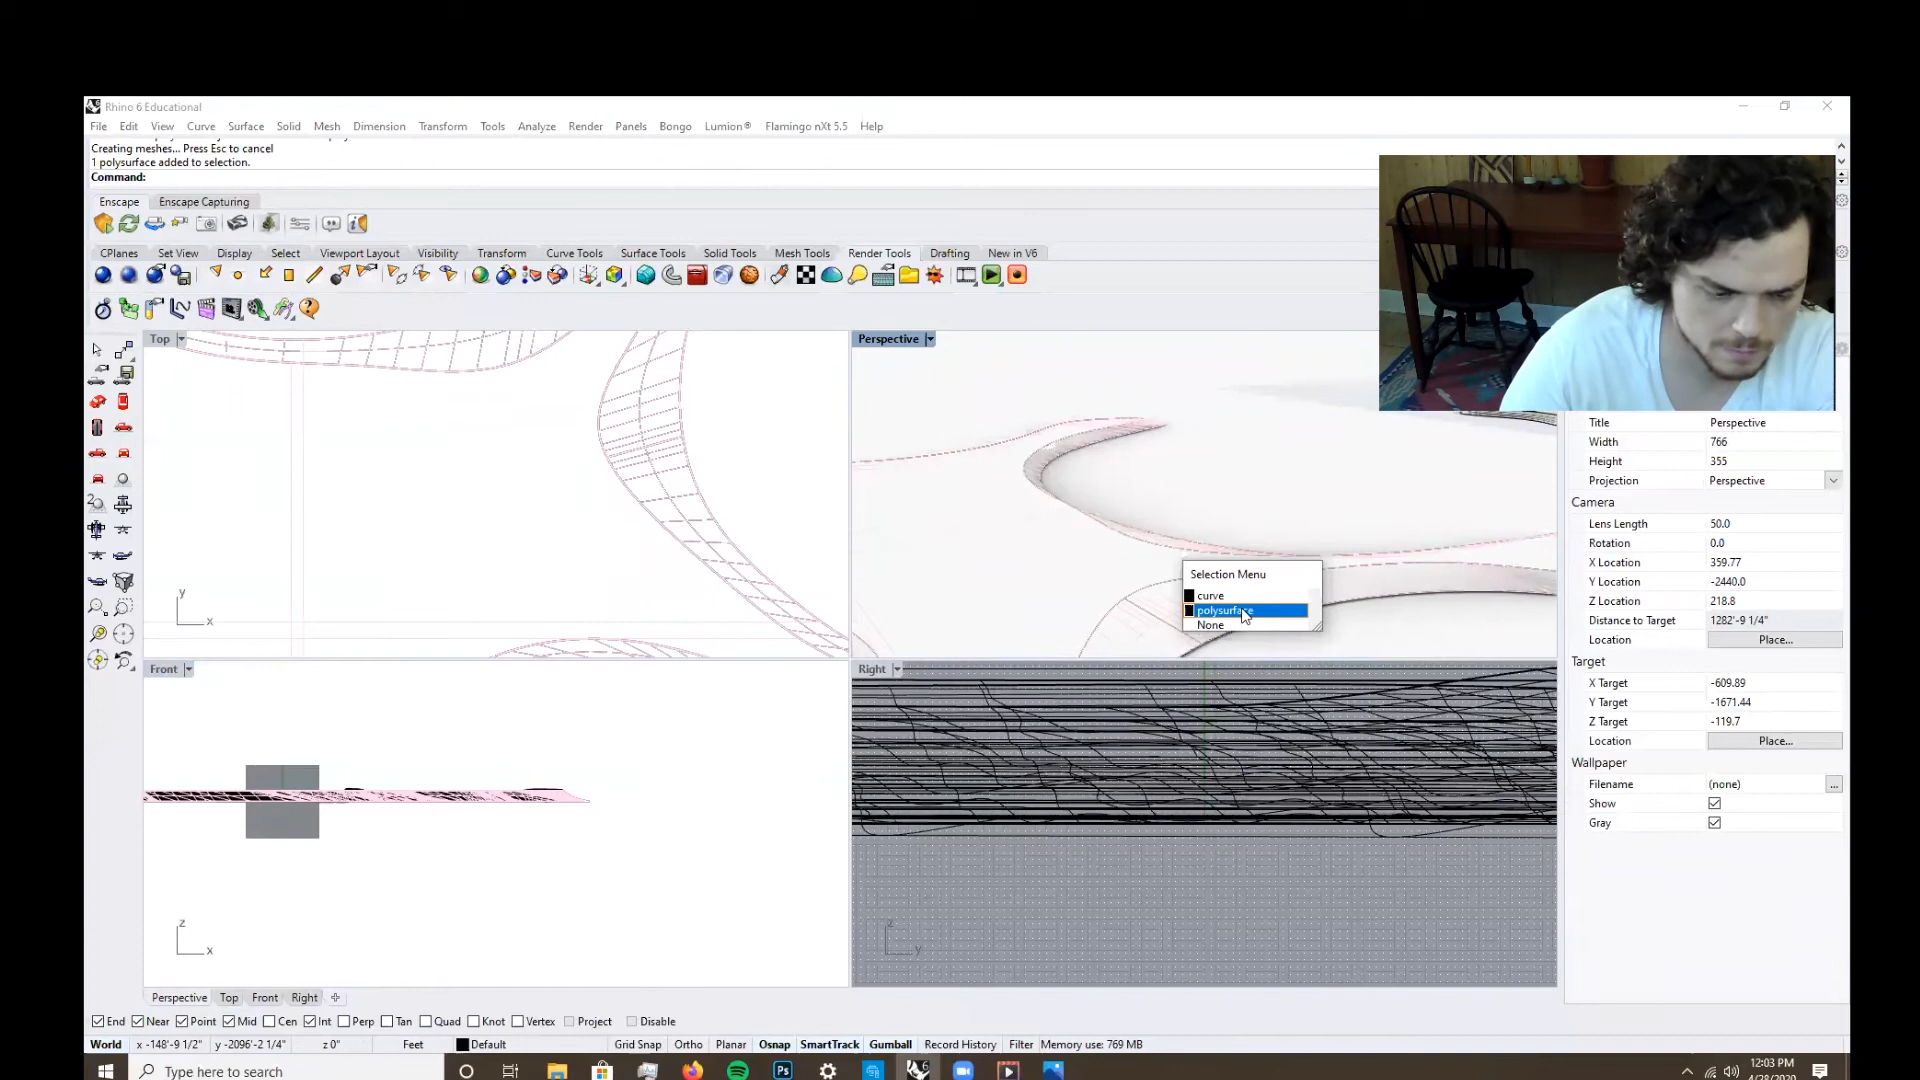 Rhino 6 Educational
File Edit View Curve Surface Solid Mesh Dimension Transform Tools Analyze Render Panels Bongo Lumion® Flamingo nXt 5.5 Help
Creating meshes... Press Esc to cancel
1 polysurface added to selection.
Command:
Enscape Enscape Capturing
CPlanes Set View Display Select Viewport Layout Visibility Transform Curve Tools Surface Tools Solid Tools Mesh Tools Render Tools Drafting New in V6
Top
Perspective
y
x
Selection Menu
curve
polysurface
None
Front
Right
z
x
z
y
Title Perspective
Width 766
Height 355
Projection Perspective
Camera
Lens Length 50.0
Rotation 0.0
X Location 359.77
Y Location -2440.0
Z Location 218.8
Distance to Target 1282'-9 1/4"
Location Place...
Target
X Target -609.89
Y Target -1671.44
Z Target -119.7
Location Place...
Wallpaper
Filename (none) ...
Show
Gray
Perspective Top Front Right
End Near Point Mid Cen Int Perp Tan Quad Knot Vertex Project Disable
World x -148'-9 1/2" y -2096'-2 1/4" z 0" Feet Default Grid Snap Ortho Planar Osnap SmartTrack Gumball Record History Filter Memory use: 769 MB
Type here to search
Ps
12:03 PM